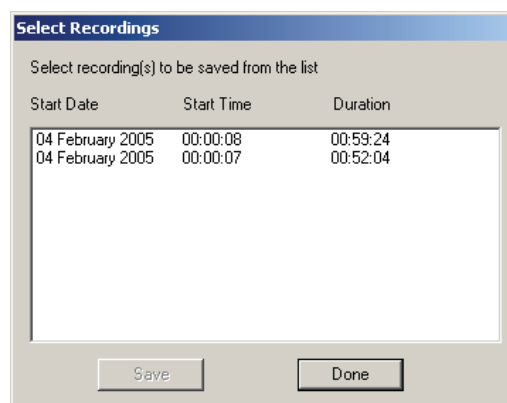 Select Recordings
Select recording(s) to be saved from the list
Start Date Start Time Duration
04 February 2005 00:00:08 00:59:24
04 February 2005 00:00:07 00:52:04
Save Done